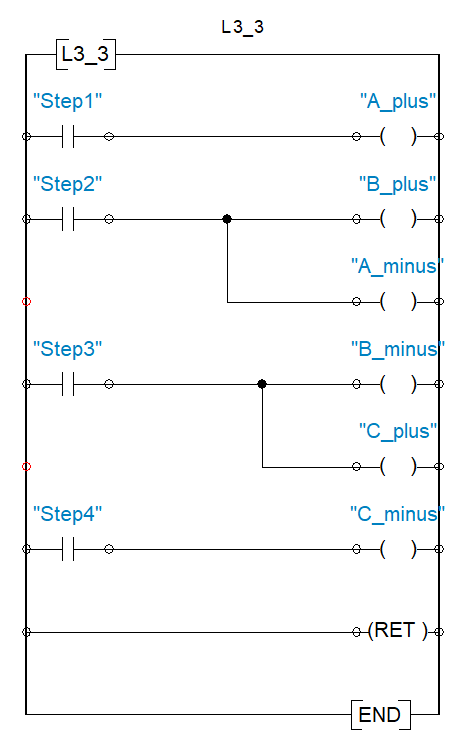 L3_3
L3_3
"Step1" "A_plus"
( )
"Step2" "B_plus"
( )
"A_minus"
( )
"Step3" "B_minus"
( )
"C_plus"
( )
"Step4" "C_minus"
( )
(RET )
END